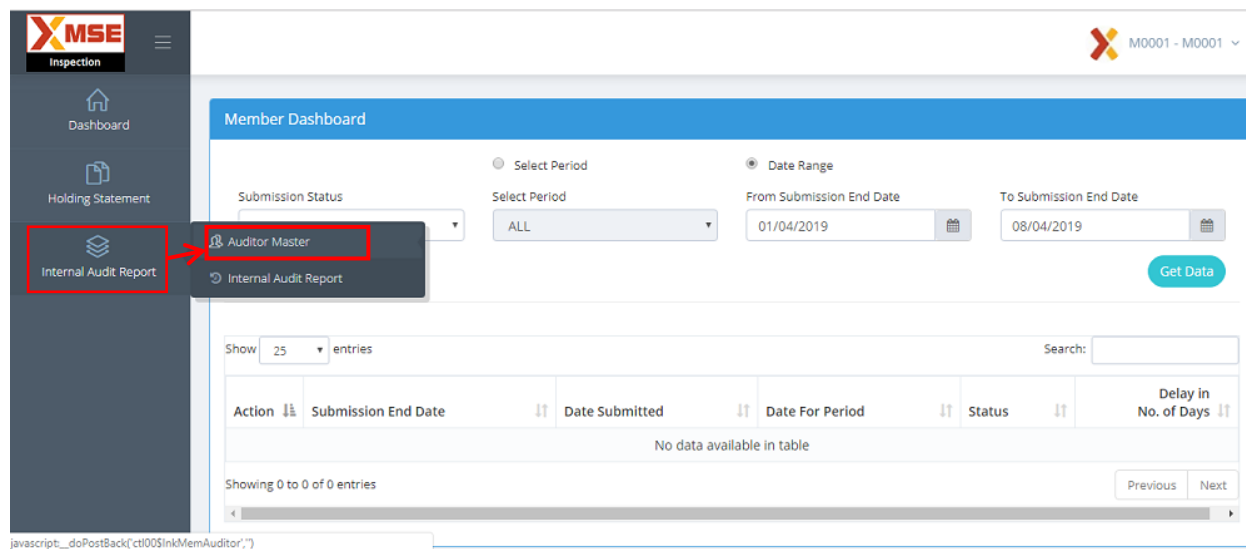 MSE
Inspection
M0001 - M0001
Dashboard
Holding Statement
Internal Audit Report
Auditor Master
Internal Audit Report
Member Dashboard
Select Period
Date Range
Submission Status
Select Period
From Submission End Date
To Submission End Date
ALL
01/04/2019
08/04/2019
Get Data
Show 25 entries
Search:
Action
Submission End Date
Date Submitted
Date For Period
Status
Delay in
No. of Days
No data available in table
Showing 0 to 0 of 0 entries
Previous
Next
javascript:__doPostBack('ctl00$lnkMemAuditor','')